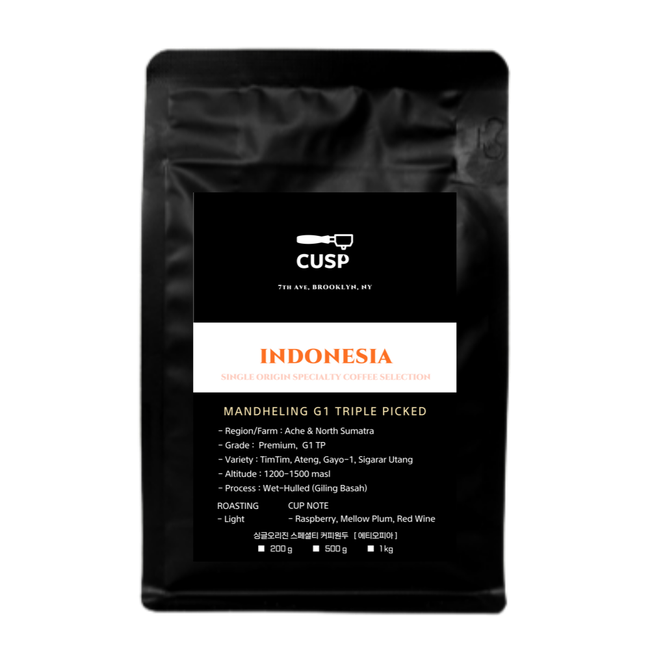 CUSP
7TH AVE, BROOKLYN, NY
INDONESIA
SINGLE ORIGIN SPECIALTY COFFEE SELECTION
MANDHELING G1 TRIPLE PICKED
- Region/Farm : Ache & North Sumatra
- Grade : Premium, G1 TP
- Variety : TimTim, Ateng, Gayo-1, Sigarar Utang
- Altitude : 1200-1500 masl
- Process : Wet-Hulled (Giling Basah)
ROASTING CUP NOTE
- Light - Raspberry, Mellow Plum, Red Wine
싱글오리진 스페셜티 커피원두 [ 에티오피아 ]
■ 200 g ■ 500 g ■ 1 kg